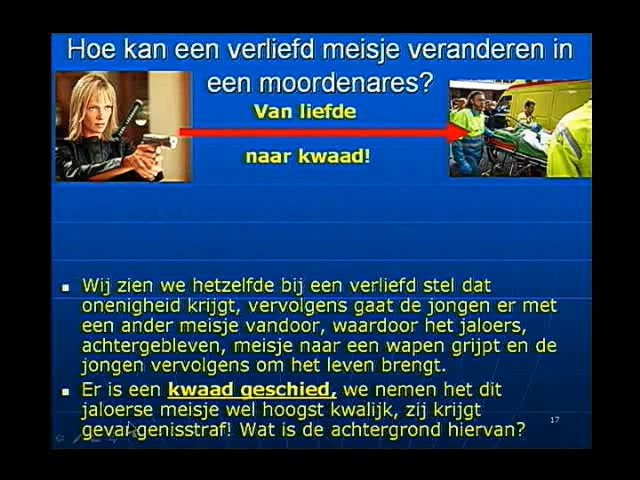 Hoe kan een verliefd meisje veranderen in
een moordenares?
Van liefde
naar kwaad!
Wij zien we hetzelfde bij een verliefd stel dat
onenigheid krijgt, vervolgens gaat de jongen er met
een ander meisje vandoor, waardoor het jaloers,
achtergebleven, meisje naar een wapen grijpt en de
jongen vervolgens om het leven brengt.
Er is een kwaad geschied, we nemen het dit
jaloerse meisje wel hoogst kwalijk, zij krijgt
gevangenisstraf! Wat is de achtergrond hiervan?
17